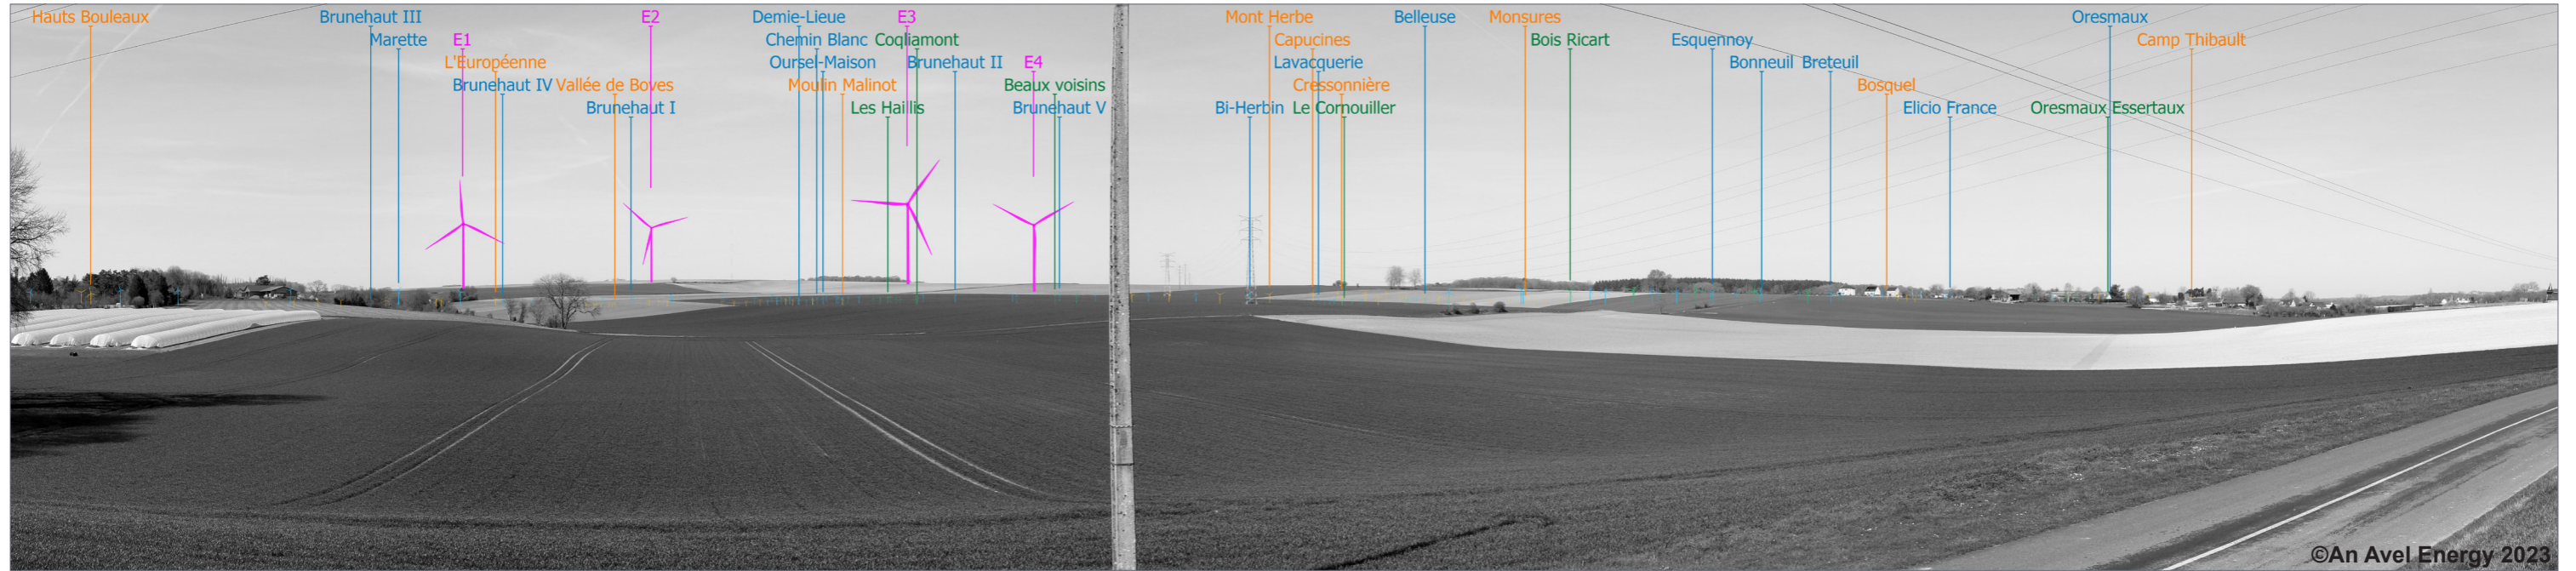 Hauts Bouleaux
Brunehaut III
E2
Demie-Lieue
E3
Mont Herbe
Belleuse
Monsures
Oresmaux
Marette
E1
Chemin Blanc
Coqliamont
Capucines
Bois Ricart
Esquennoy
Camp Thibault
L'Européenne
Oursel-Maison
Brunehaut II
E4
Lavacquerie
Bonneuil
Breteuil
Brunehaut IV
Vallée de Boves
Moulin Malinot
Beaux voisins
Cressonnière
Bosquel
Brunehaut I
Les Haillis
Brunehaut V
Bi-Herbin
Le Cornouiller
Elicio France
Oresmaux Essertaux
©An Avel Energy 2023